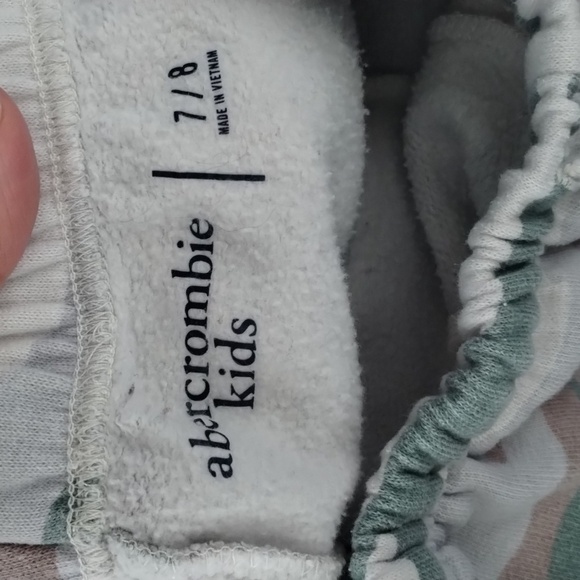 abercrombie
kids
7/8
MADE IN VIETNAM